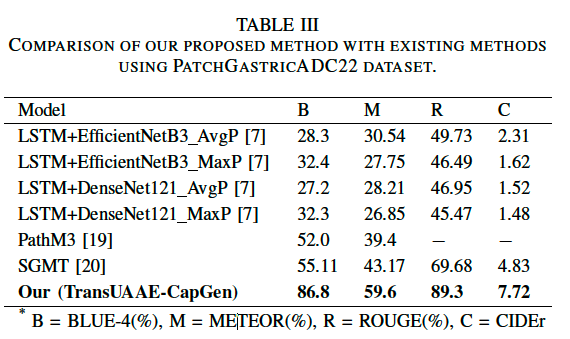 TABLE III
COMPARISON OF OUR PROPOSED METHOD WITH EXISTING METHODS
USING PATCHGASTRICADC22 DATASET.
Model B M R C
LSTM+EfficientNetB3_AvgP [7] 28.3 30.54 49.73 2.31
LSTM+EfficientNetB3_MaxP [7] 32.4 27.75 46.49 1.62
LSTM+DenseNet121_AvgP [7] 27.2 28.21 46.95 1.52
LSTM+DenseNet121_MaxP [7] 32.3 26.85 45.47 1.48
PathM3 [19] 52.0 39.4 — —
SGMT [20] 55.11 43.17 69.68 4.83
Our (TransUAAE-CapGen) 86.8 59.6 89.3 7.72
* B = BLUE-4(%), M = METEOR(%), R = ROUGE(%), C = CIDEr